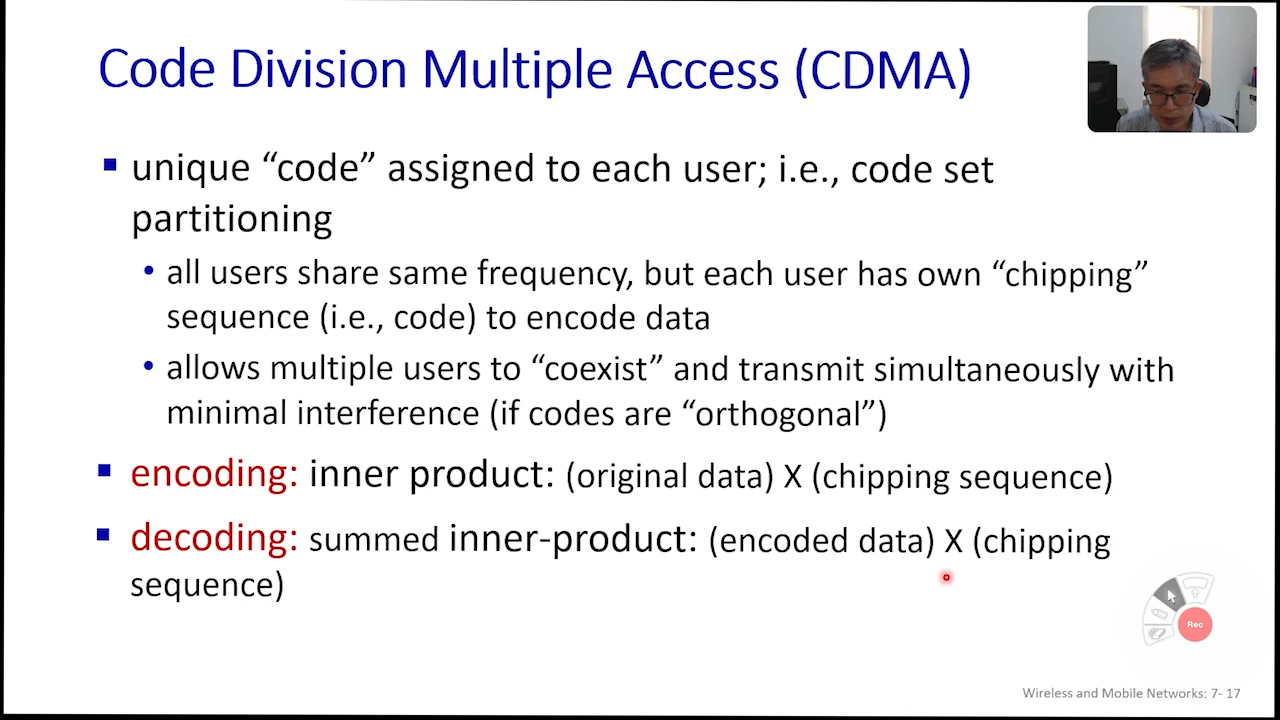 Code Division Multiple Access (CDMA)
unique “code” assigned to each user; i.e., code set
partitioning
all users share same frequency, but each user has own “chipping”
sequence (i.e., code) to encode data
allows multiple users to “coexist” and transmit simultaneously with
minimal interference (if codes are “orthogonal”)
encoding: inner product: (original data) X (chipping sequence)
decoding: summed inner-product: (encoded data) X (chipping
sequence)
Rec
Wireless and Mobile Networks: 7- 17